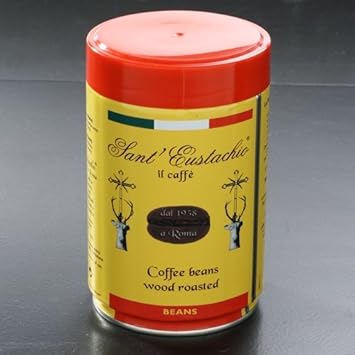 Sant' Eustachio®
il caffè
dal 1938
a Roma
Coffee beans
wood roasted
BEANS